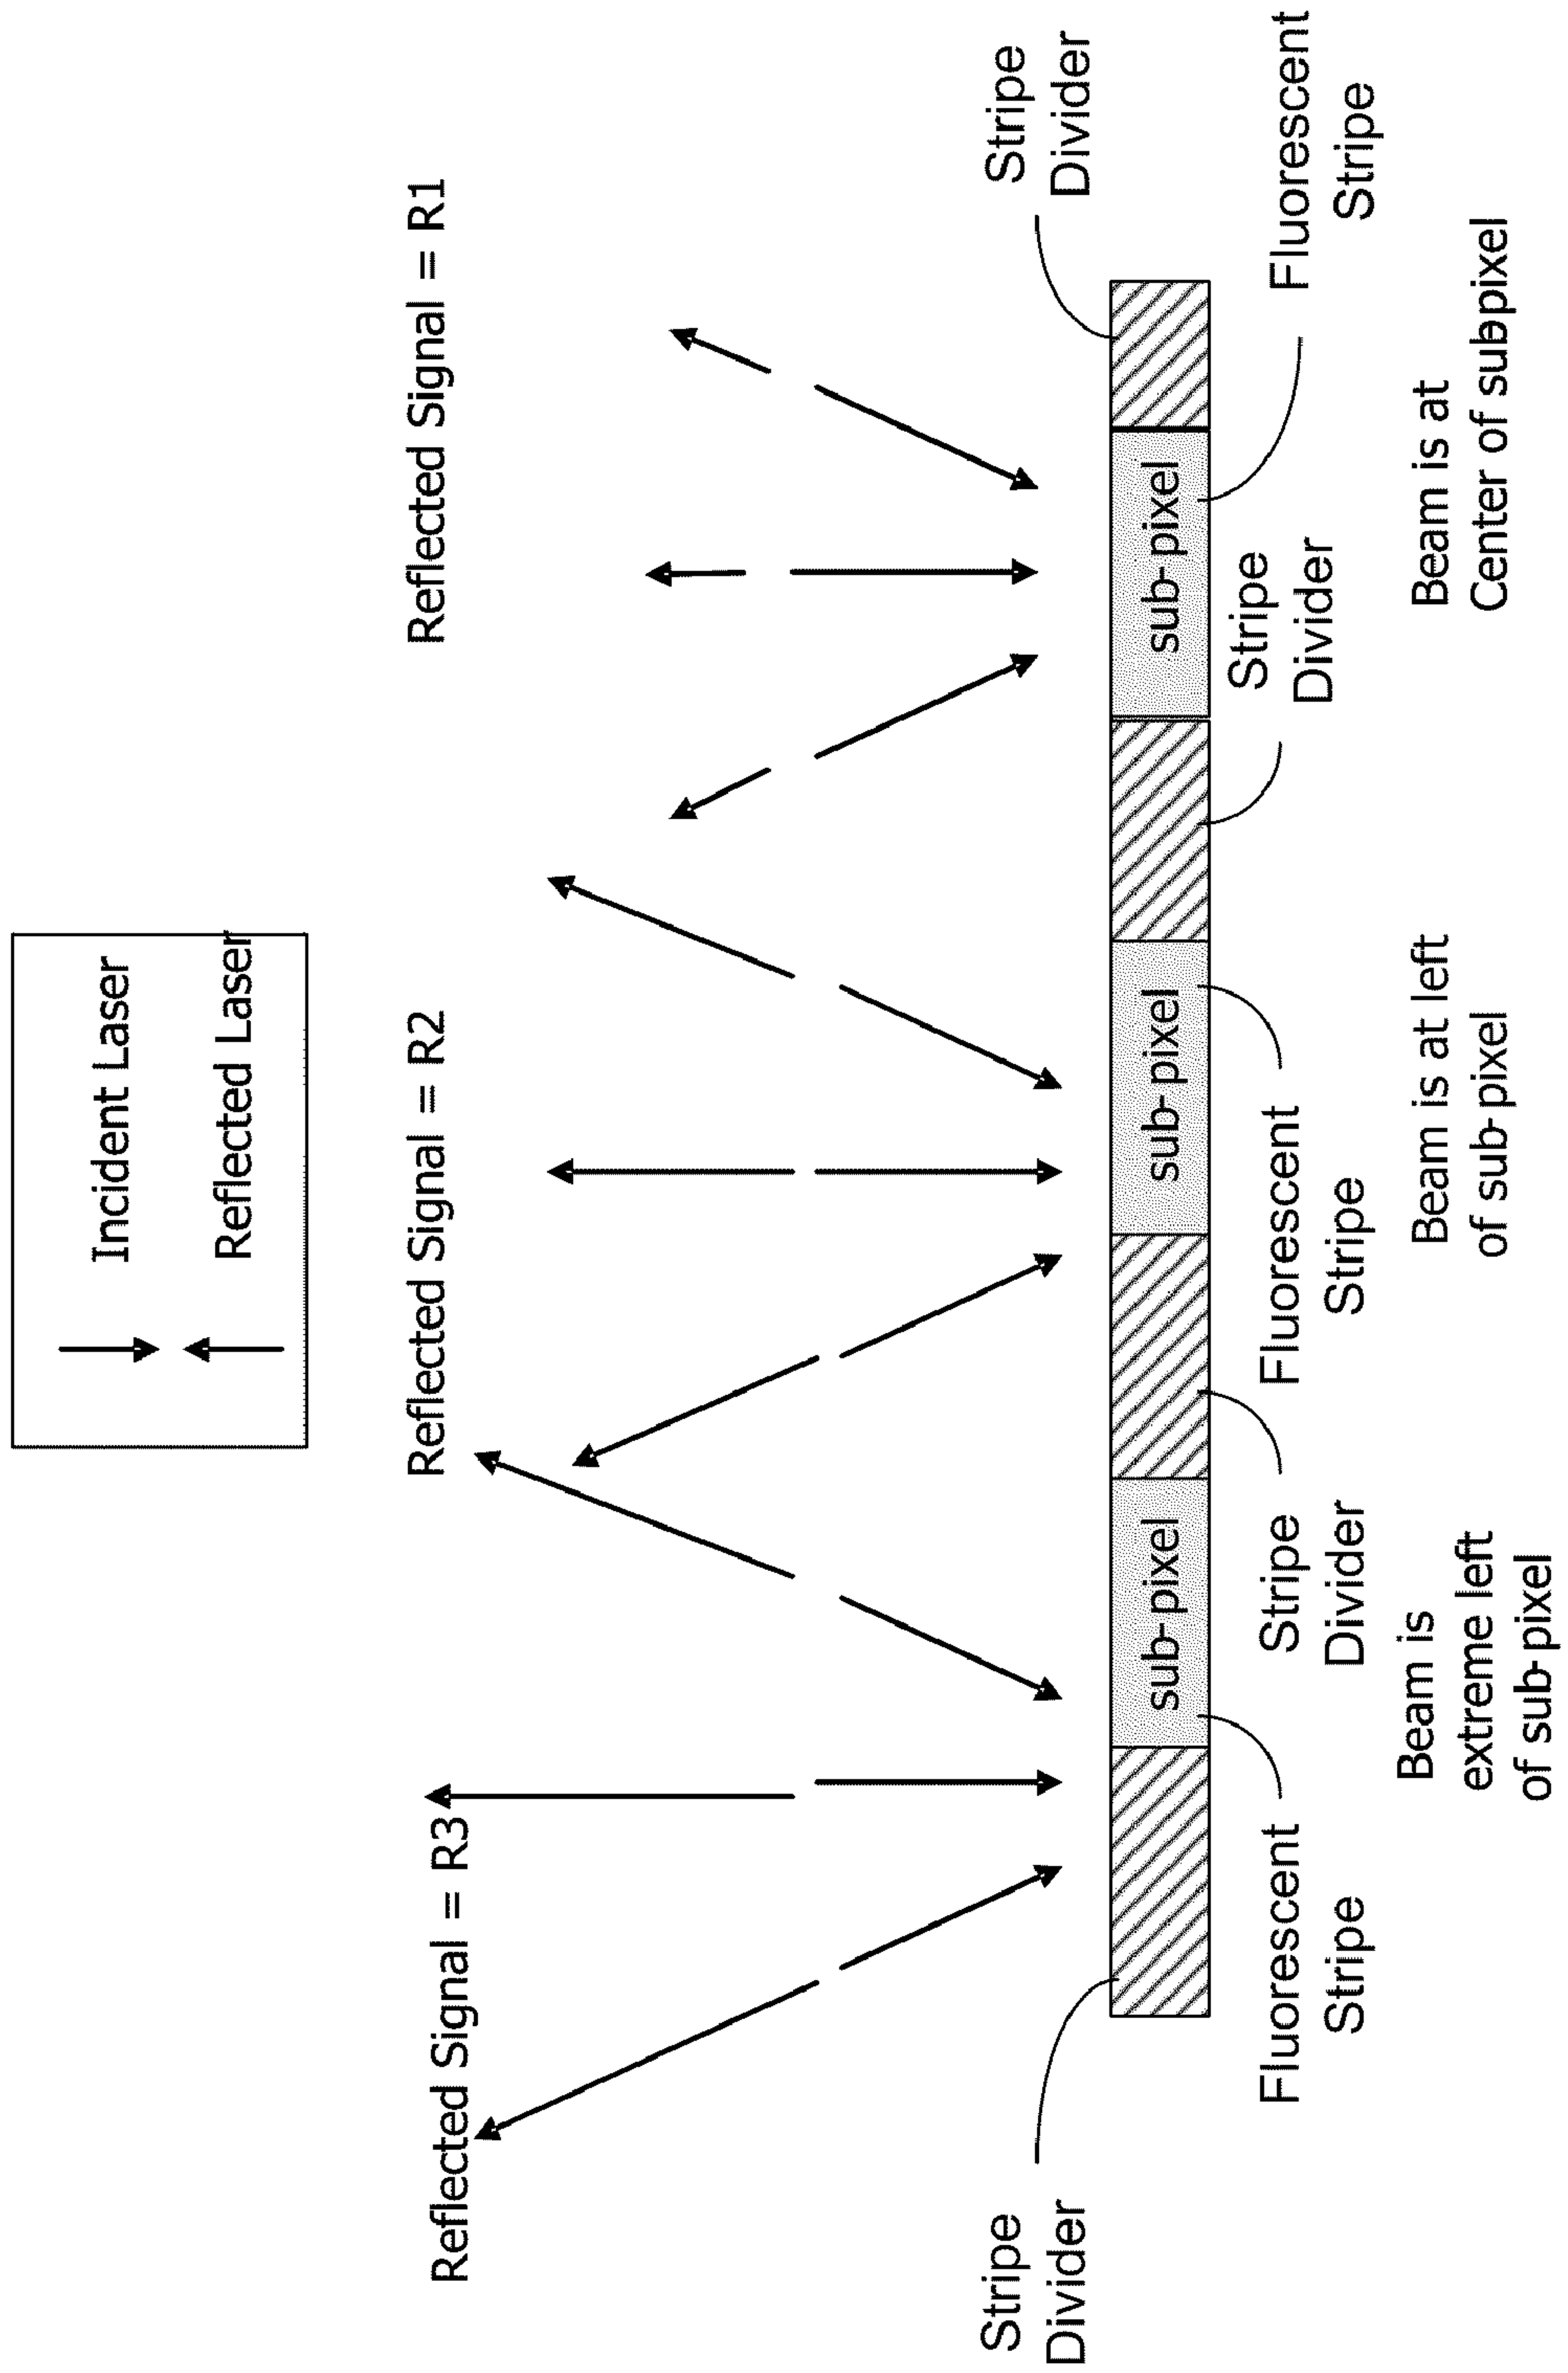 Incident Laser
Reflected Laser
Reflected Signal = R3
Reflected Signal = R2
Reflected Signal = R1
Stripe
Divider
Stripe
Divider
sub-pixel
sub-pixel
sub-pixel
Fluorescent
Stripe
Stripe
Divider
Fluorescent
Stripe
Stripe
Divider
Fluorescent
Stripe
Beam is
extreme left
of sub-pixel
Beam is at left
of sub-pixel
Beam is at
Center of subpixel